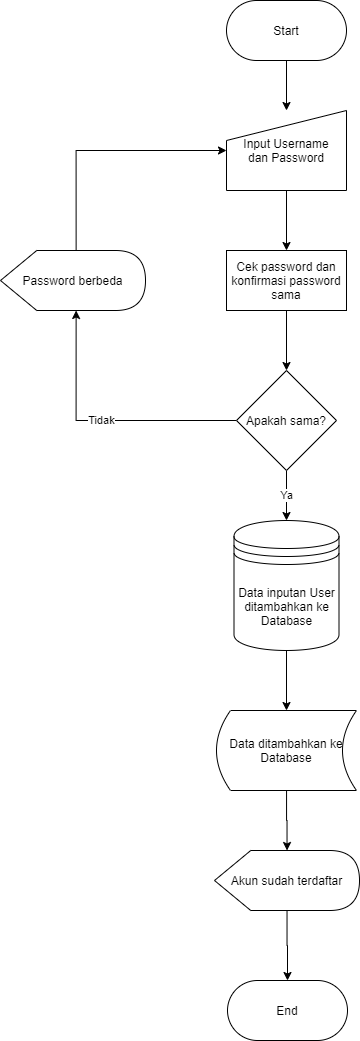 Start
Input Username
dan Password
Password berbeda
Cek password dan
konfirmasi password
sama
Tidak
Apakah sama?
Ya
Data inputan User
ditambahkan ke
Database
Data ditambahkan ke
Database
Akun sudah terdaftar
End